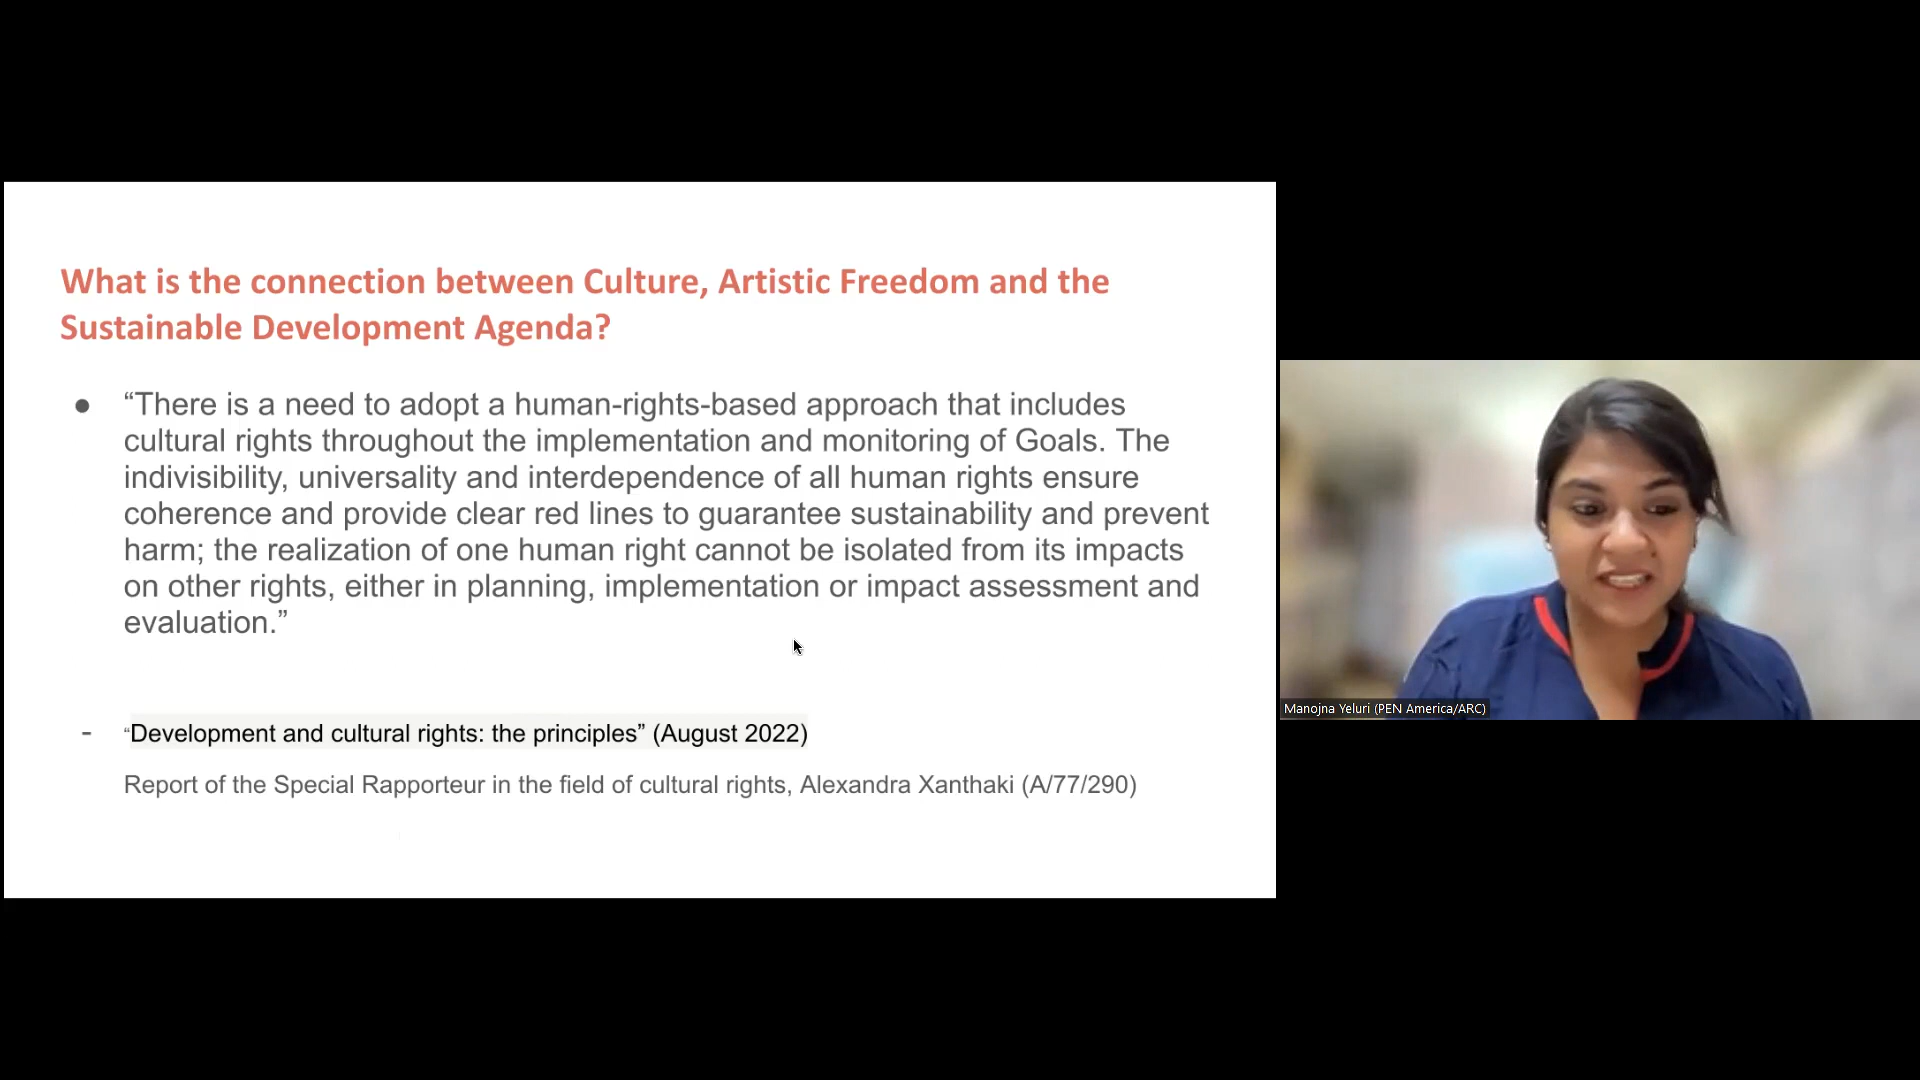 What is the connection between Culture, Artistic Freedom and the
Sustainable Development Agenda?
● “There is a need to adopt a human-rights-based approach that includes
cultural rights throughout the implementation and monitoring of Goals. The
indivisibility, universality and interdependence of all human rights ensure
coherence and provide clear red lines to guarantee sustainability and prevent
harm; the realization of one human right cannot be isolated from its impacts
on other rights, either in planning, implementation or impact assessment and
evaluation.”
- “Development and cultural rights: the principles” (August 2022)
Report of the Special Rapporteur in the field of cultural rights, Alexandra Xanthaki (A/77/290)
Manojna Yeluri (PEN America/ARC)